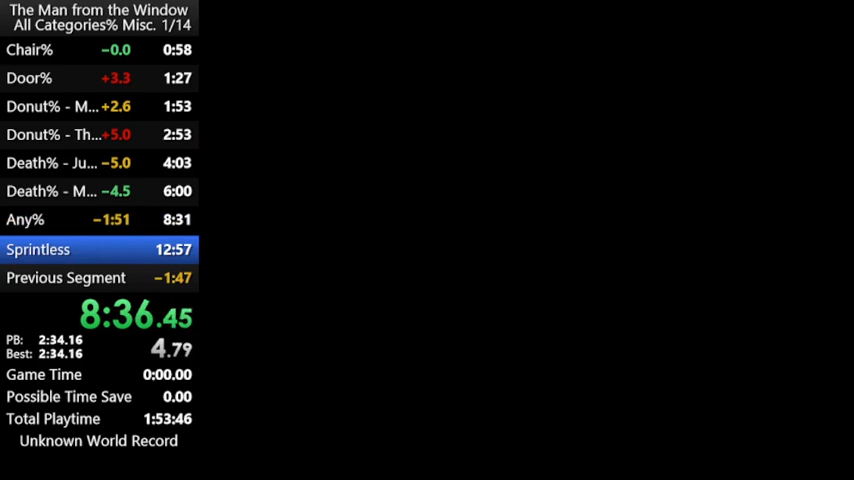 The Man from the Window
All Categories% Misc. 1/14
Chair% −0.0 0:58
Door% +3.3 1:27
Donut% - M... +2.6 1:53
Donut% - Th... +5.0 2:53
Death% - Ju... −5.0 4:03
Death% - M... −4.5 6:00
Any% −1:51 8:31
Sprintless 12:57
Previous Segment −1:47
8:36.45
PB: 2:34.16
Best: 2:34.16
4.79
Game Time 0:00.00
Possible Time Save 0.00
Total Playtime 1:53:46
Unknown World Record